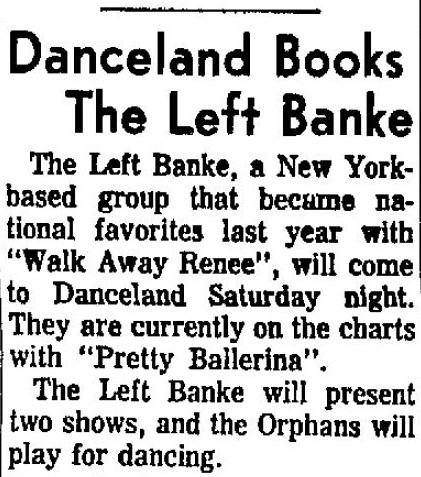 Danceland Books
The Left Banke
The Left Banke, a New York-
based group that became na-
tional favorites last year with
"Walk Away Renee", will come
to Danceland Saturday night.
They are currently on the charts
with "Pretty Ballerina".
The Left Banke will present
two shows, and the Orphans will
play for dancing.